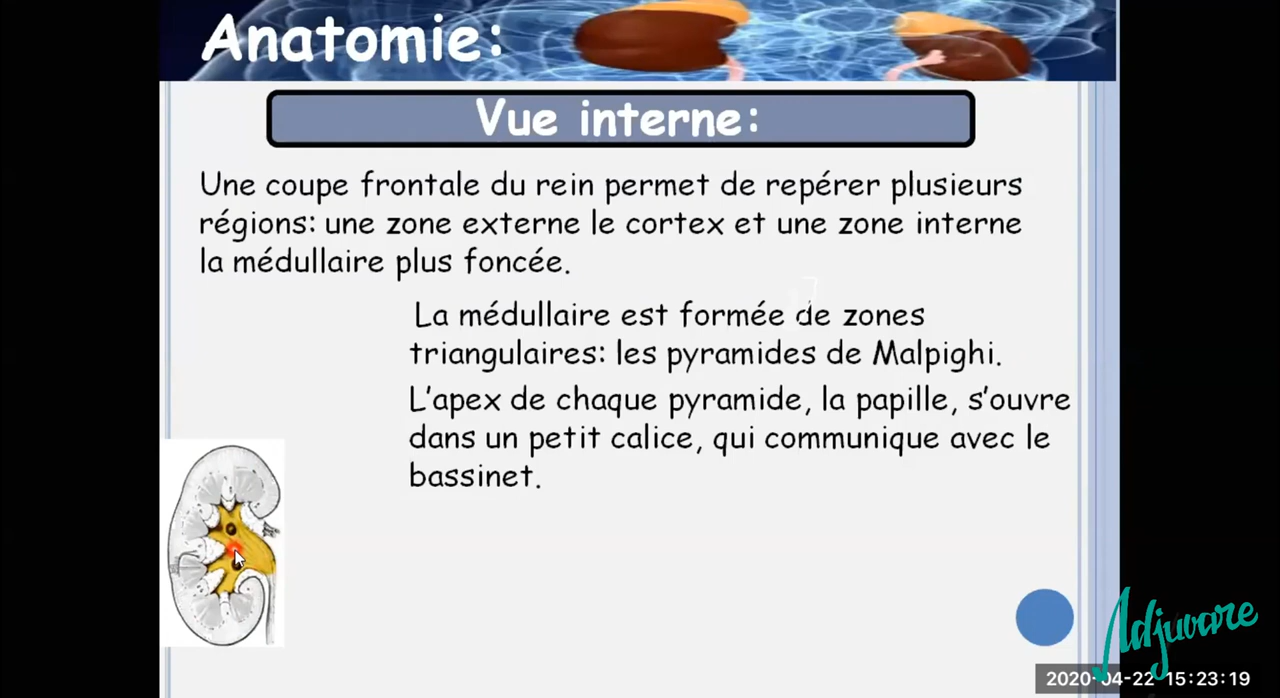 Anatomie:
Vue interne:
Une coupe frontale du rein permet de repérer plusieurs
régions: une zone externe le cortex et une zone interne
la médullaire plus foncée.
La médullaire est formée de zones
triangulaires: les pyramides de Malpighi.
L'apex de chaque pyramide, la papille, s'ouvre
dans un petit calice, qui communique avec le
bassinet.
Adjuvare
2020-04-22 15:23:19